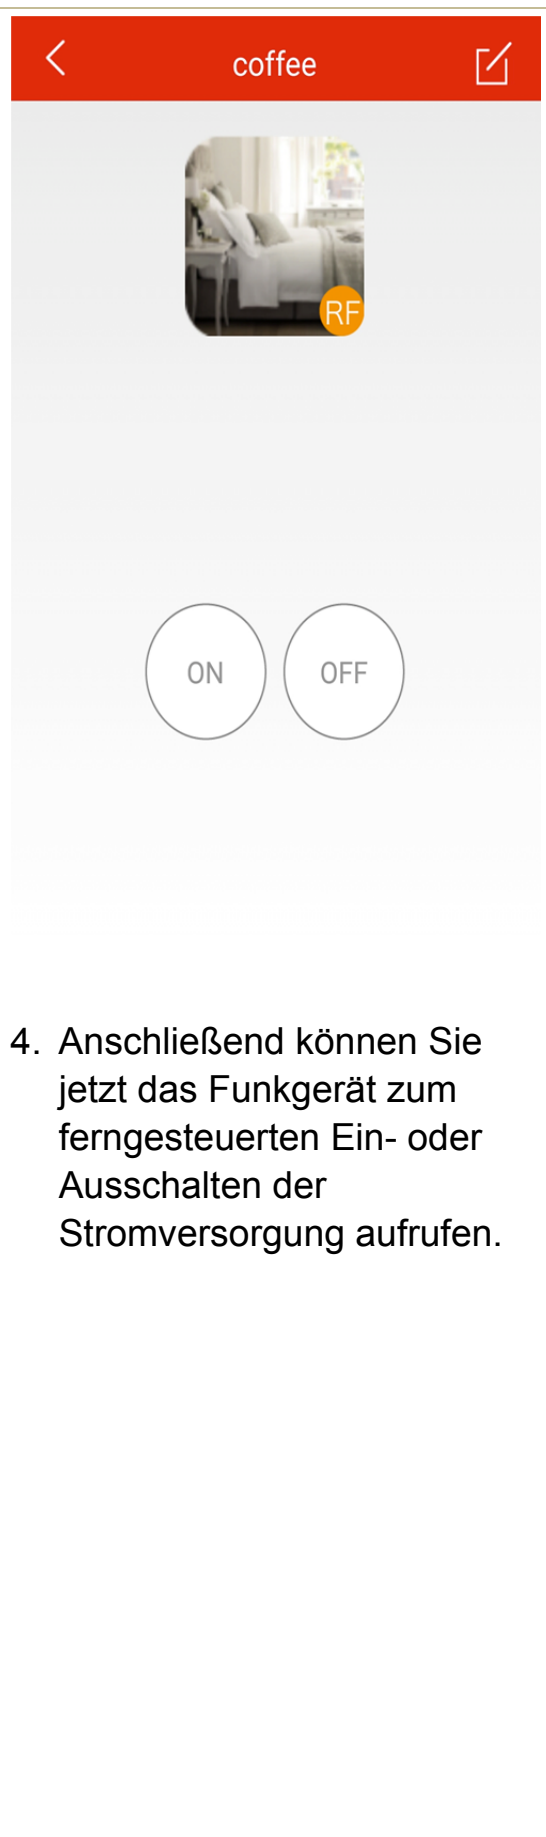 coffee
RF
ON OFF
4. Anschließend können Sie
jetzt das Funkgerät zum
ferngesteuerten Ein- oder
Ausschalten der
Stromversorgung aufrufen.